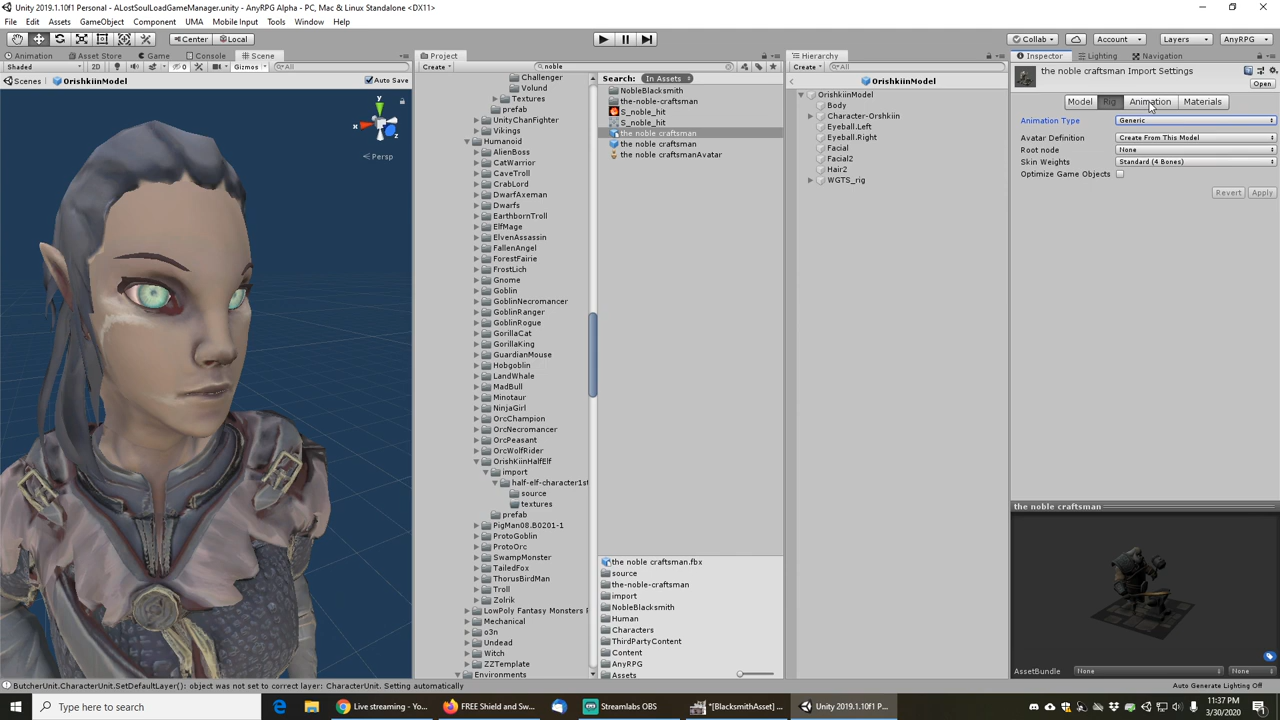 Unity 2019.1.10f1 Personal - ALostSoulLoadGameManager.unity - AnyRPG Alpha - PC, Mac & Linux Standalone <DX11>
File Edit Assets GameObject Component UMA Mobile Input Tools Window Help
Center Local Collab Account Layers AnyRPG
Animation Asset Store Game Console Scene Project Hierarchy Inspector Lighting Navigation
Shaded 2D 0 Gizmos All Create noble Create All
Scenes OrishkiinModel Auto Save
y
x
z
Persp
Challenger
Volund
Textures
prefab
UnityChanFighter
Vikings
Humanoid
AlienBoss
CatWarrior
CaveTroll
CrabLord
DwarfAxeman
Dwarfs
EarthbornTroll
ElfMage
ElvenAssassin
FallenAngel
ForestFairie
FrostLich
Gnome
Goblin
GoblinNecromancer
GoblinRanger
GoblinRogue
GorillaCat
GorillaKing
GuardianMouse
Hobgoblin
LandWhale
MadBull
Minotaur
NinjaGirl
OrcChampion
OrcNecromancer
OrcPeasant
OrcWolfRider
OrishKiinHalfElf
import
half-elf-character1st
source
textures
prefab
PigMan08.B0201-1
ProtoGoblin
ProtoOrc
SwampMonster
TailedFox
ThorusBirdMan
Troll
Zolrik
LowPoly Fantasy Monsters P
Mechanical
o3n
Undead
Witch
ZZTemplate
Environments
Search: In Assets
NobleBlacksmith
the-noble-craftsman
S_noble_hit
S_noble_hit
the noble craftsman
the noble craftsman
the noble craftsmanAvatar
the noble craftsman.fbx
source
the-noble-craftsman
import
NobleBlacksmith
Human
Characters
ThirdPartyContent
Content
AnyRPG
Assets
OrishkiinModel
OrishkiinModel
Body
Character-Orshkiin
Eyeball.Left
Eyeball.Right
Facial
Facial2
Hair2
WGTS_rig
the noble craftsman Import Settings
Open
Model Rig Animation Materials
Animation Type Generic
Avatar Definition Create From This Model
Root node None
Skin Weights Standard (4 Bones)
Optimize Game Objects
Revert Apply
the noble craftsman
AssetBundle None None
ButcherUnit.CharacterUnit.SetDefaultLayer(): object was not set to correct layer: CharacterUnit. Setting automatically
Auto Generate Lighting Off
Type here to search
Live streaming - Yo...
FREE Shield and Sw...
Streamlabs OBS
*[BlacksmithAsset] ...
Unity 2019.1.10f1 P...
11:37 PM
3/30/2020